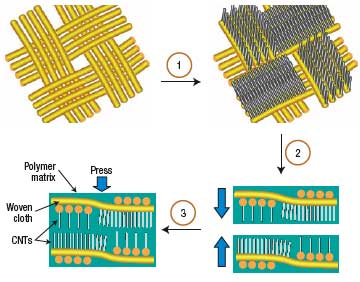 1
2
Polymer
matrix
Press
Woven
cloth
CNTs
3